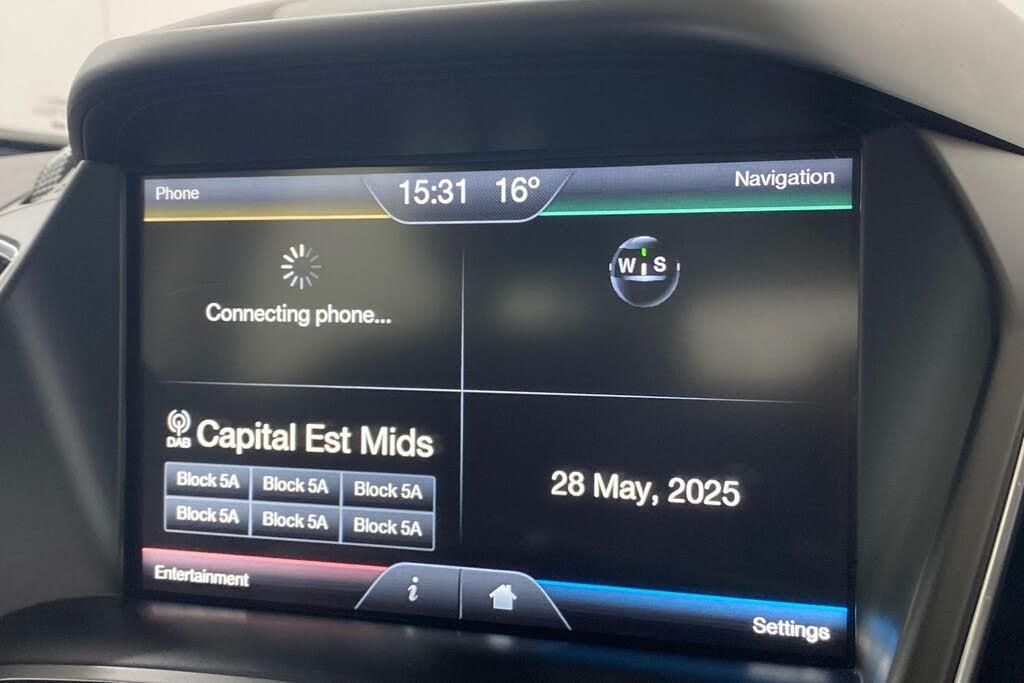 Phone
15:31 16º
Navigation
Connecting phone...
W S
DAB
Capital Est Mids
Block 5A Block 5A Block 5A
Block 5A Block 5A Block 5A
28 May, 2025
Entertainment
i
Settings